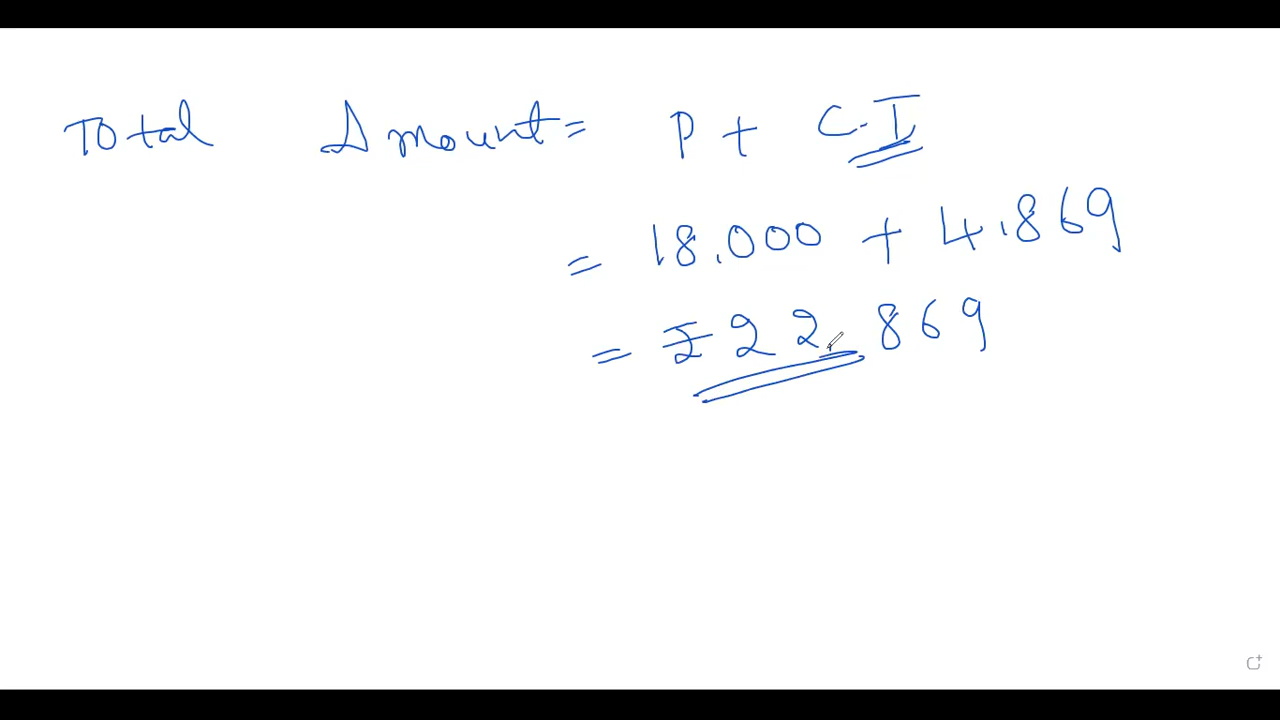 Total Amount = P + C.I
= 18.000 + 4.869
= ₹ 22.869